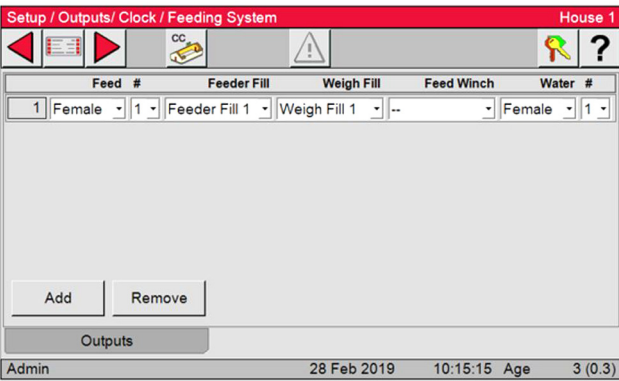 Setup / Outputs/ Clock / Feeding System House 1
CC ?
Feed # Feeder Fill Weigh Fill Feed Winch Water #
1 Female 1 Feeder Fill 1 Weigh Fill 1 -- Female 1
Add Remove
Outputs
Admin 28 Feb 2019 10:15:15 Age 3 (0.3)